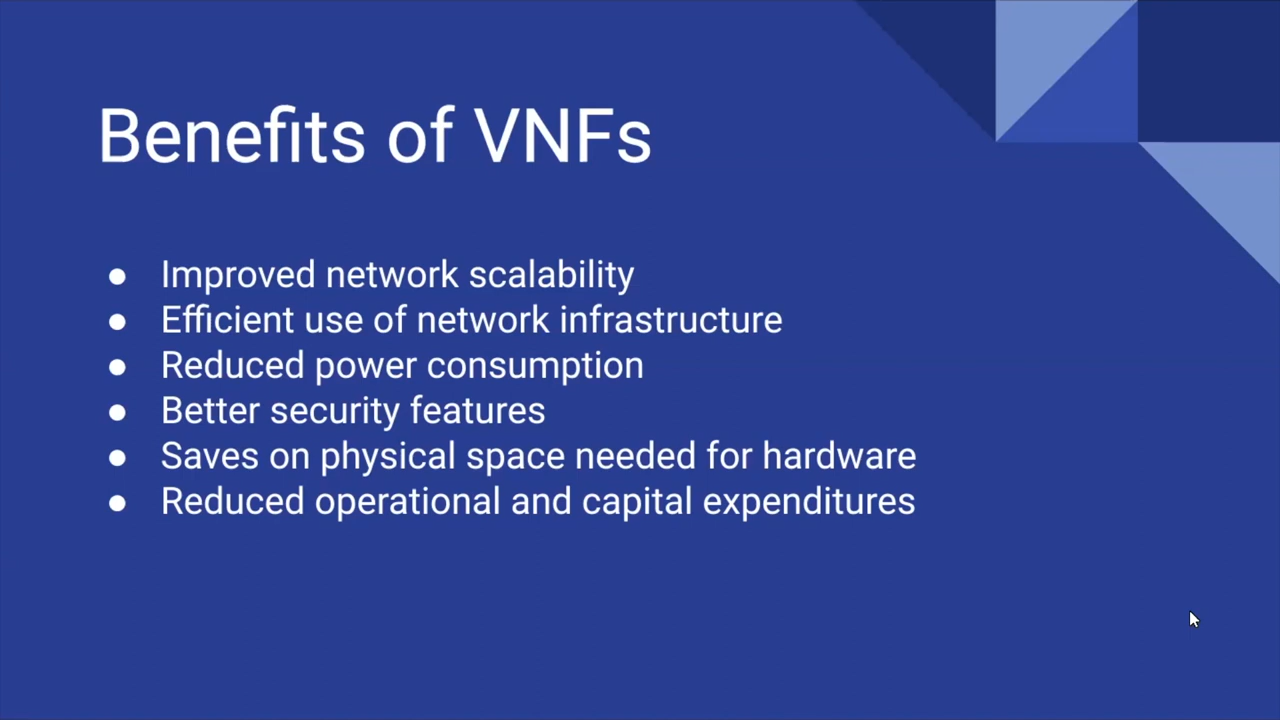 Benefits of VNFs
● Improved network scalability
● Efficient use of network infrastructure
● Reduced power consumption
● Better security features
● Saves on physical space needed for hardware
● Reduced operational and capital expenditures